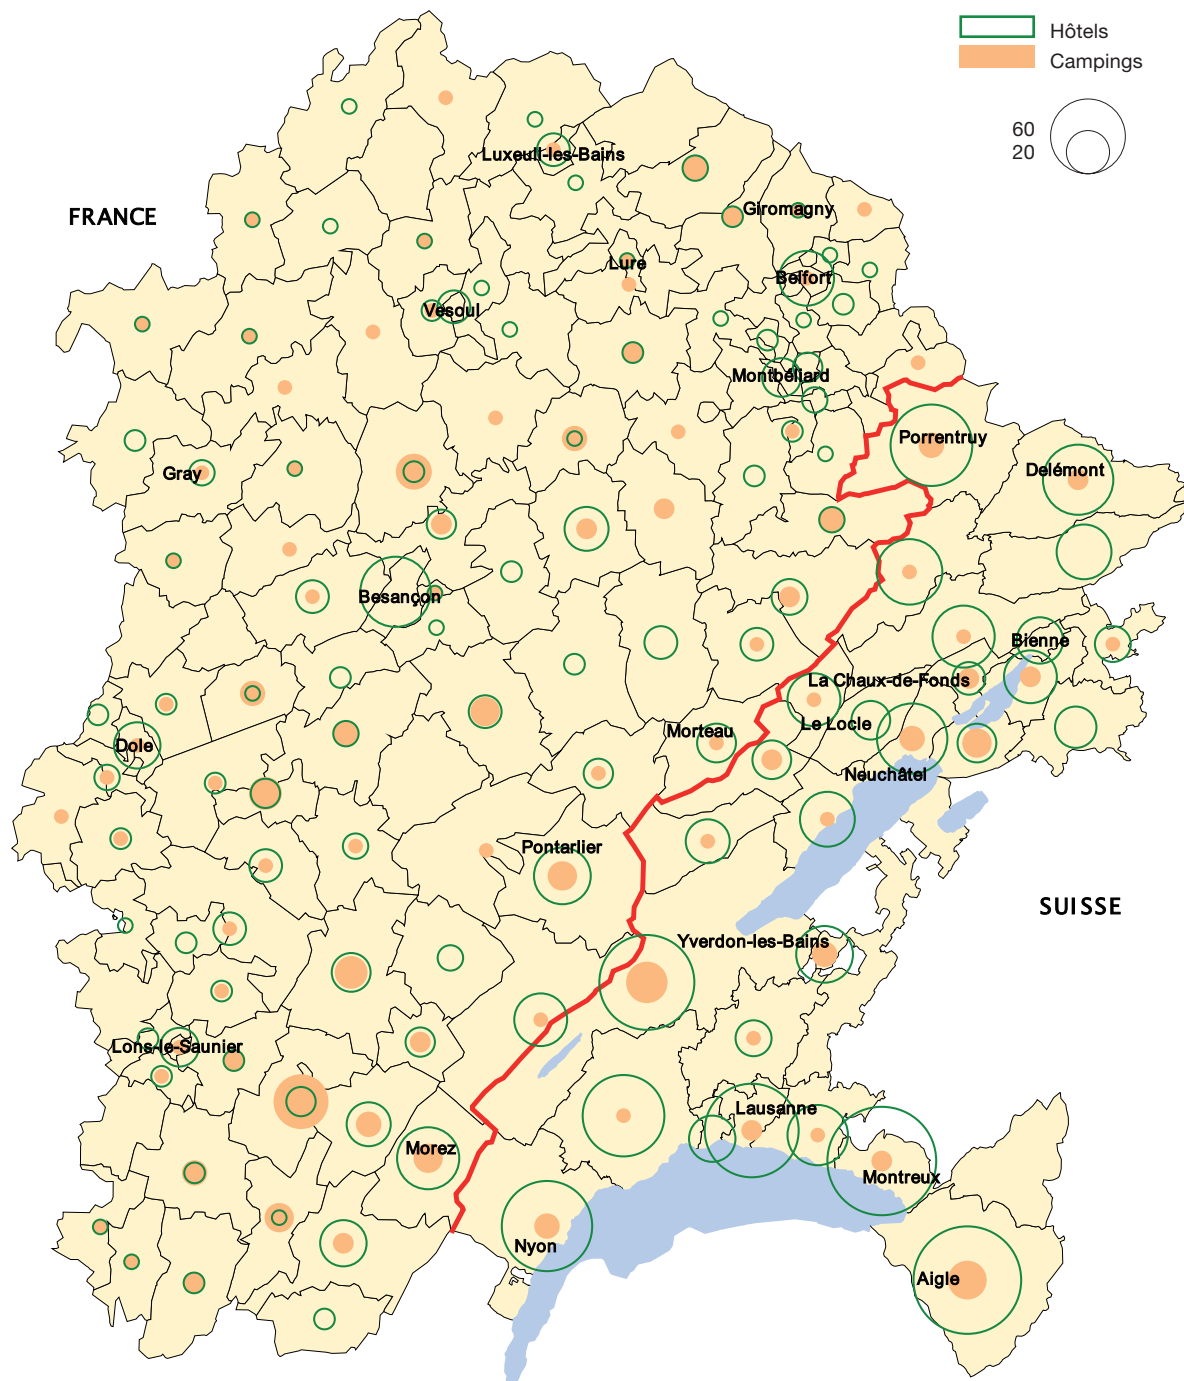 Hôtels
Campings
60
20
Luxeuil-les-Bains
FRANCE
Giromagny
Lure
Belfort
Vesoul
Montbéliard
Porrentruy
Delémont
Gray
Besançon
Bienne
La Chaux-de-Fonds
Le Locle
Morteau
Dole
Neuchâtel
Pontarlier
SUISSE
Yverdon-les-Bains
Lons-le-Saunier
Lausanne
Morez
Montreux
Nyon
Aigle